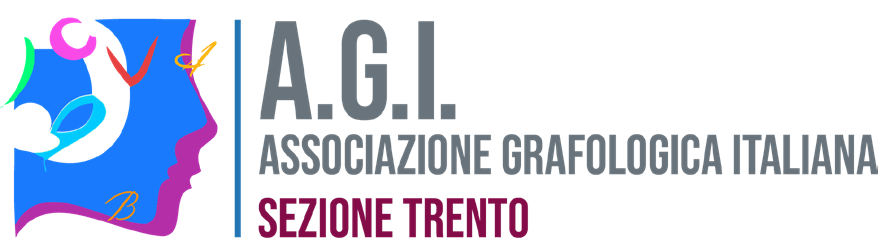 A
B
A.G.I.
ASSOCIAZIONE GRAFOLOGICA ITALIANA
SEZIONE TRENTO